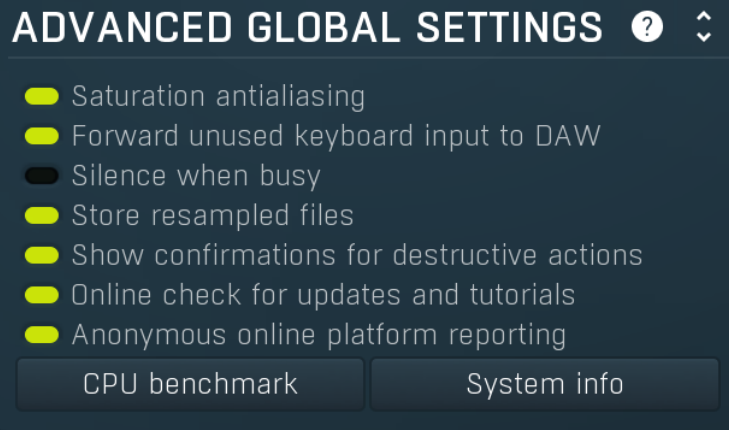 ADVANCED GLOBAL SETTINGS ?
Saturation antialiasing
Forward unused keyboard input to DAW
Silence when busy
Store resampled files
Show confirmations for destructive actions
Online check for updates and tutorials
Anonymous online platform reporting
CPU benchmark System info